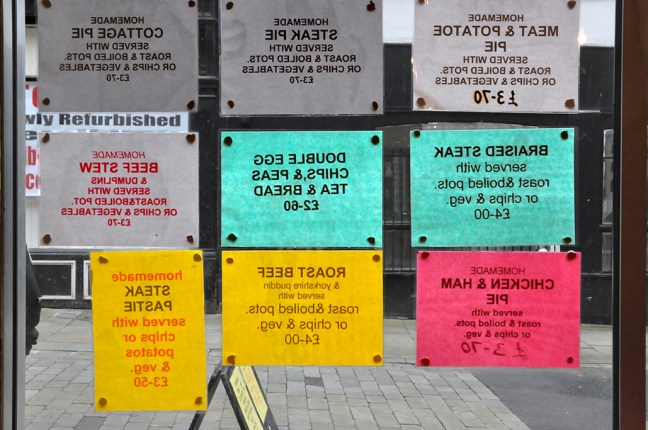 HOMEMADE
COTTAGE PIE
SERVED WITH
ROAST & BOILED POTS.
OR CHIPS & VEGETABLES
£3-70
HOMEMADE
STEAK PIE
SERVED WITH
ROAST & BOILED POTS.
OR CHIPS & VEGETABLES
£3-70
HOMEMADE
MEAT & POTATOE
PIE
SERVED WITH
ROAST & BOILED POTS.
OR CHIPS & VEGETABLES
£3-70
wly Refurbished
HOMEMADE
BEEF STEW
& DUMPLINS
SERVED WITH
ROAST&BOILED POT.
OR CHIPS & VEGETABLES
£3-70
DOUBLE EGG
CHIPS,& PEAS
TEA & BREAD
£2-60
BRAISED STEAK
served with
roast &boiled pots.
or chips & veg.
£4-00
homemade
STEAK
PASTIE
served with
chips or
potatos
& veg.
£3-50
ROAST BEEF
& yorkshire puddin
served with
roast &boiled pots.
or chips & veg.
£4-00
HOMEMADE
CHICKEN & HAM
PIE
served with
roast &boiled pots.
or chips & veg.
£3-70